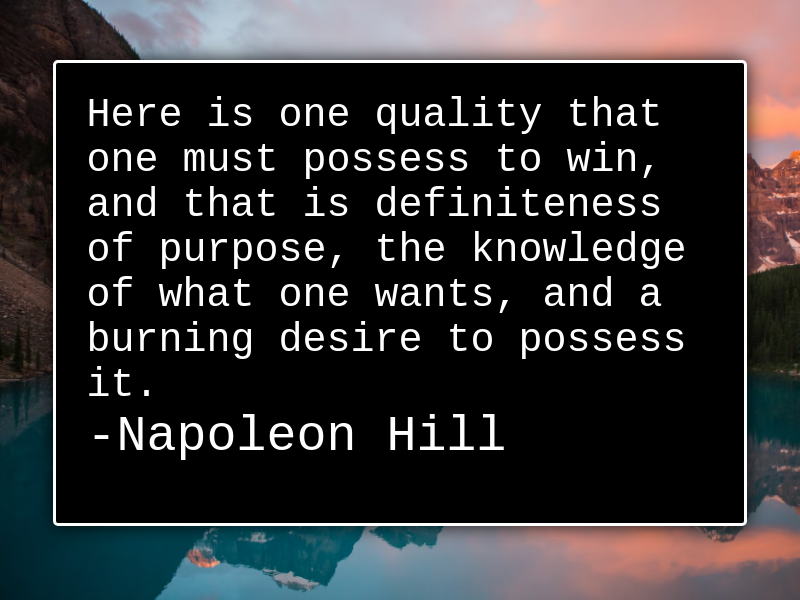 Here is one quality that
one must possess to win,
and that is definiteness
of purpose, the knowledge
of what one wants, and a
burning desire to possess
it.
-Napoleon Hill